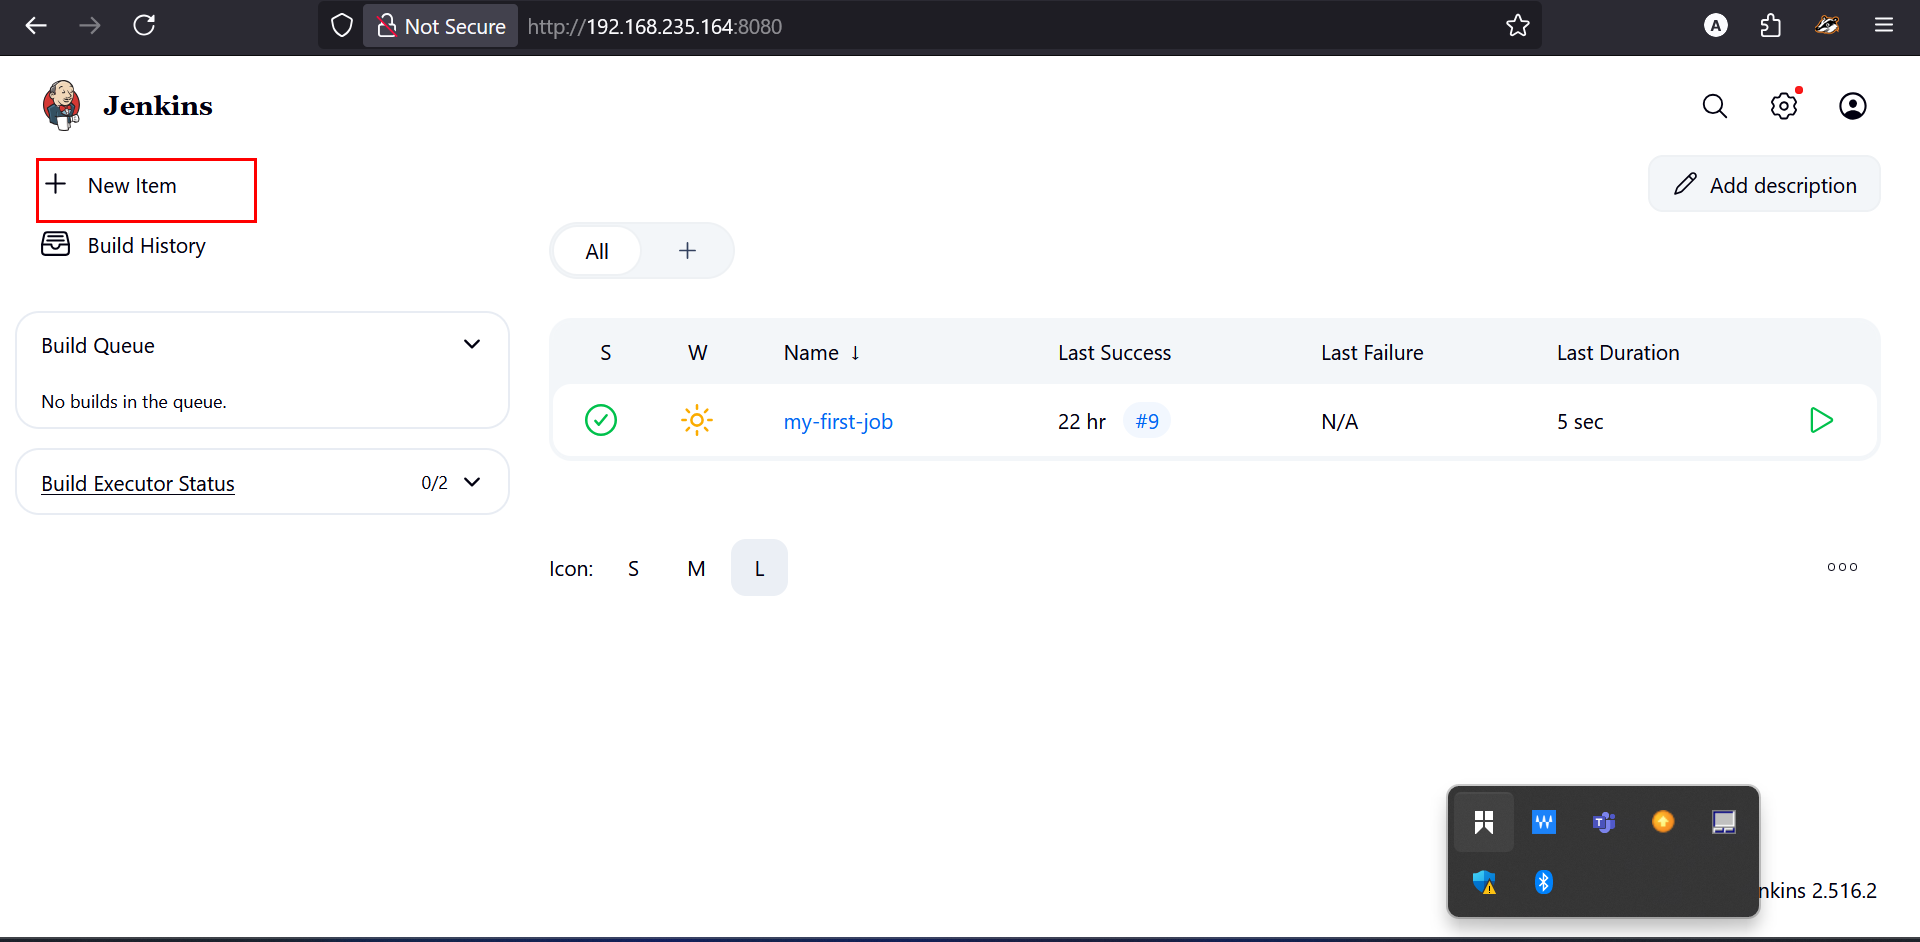 Not Secure http://192.168.235.164:8080
A
Jenkins
New Item
Add description
Build History
All
Build Queue
No builds in the queue.
S W Name ↓ Last Success Last Failure Last Duration
my-first-job 22 hr #9 N/A 5 sec
Build Executor Status 0/2
Icon: S M L
W
T
nkins 2.516.2